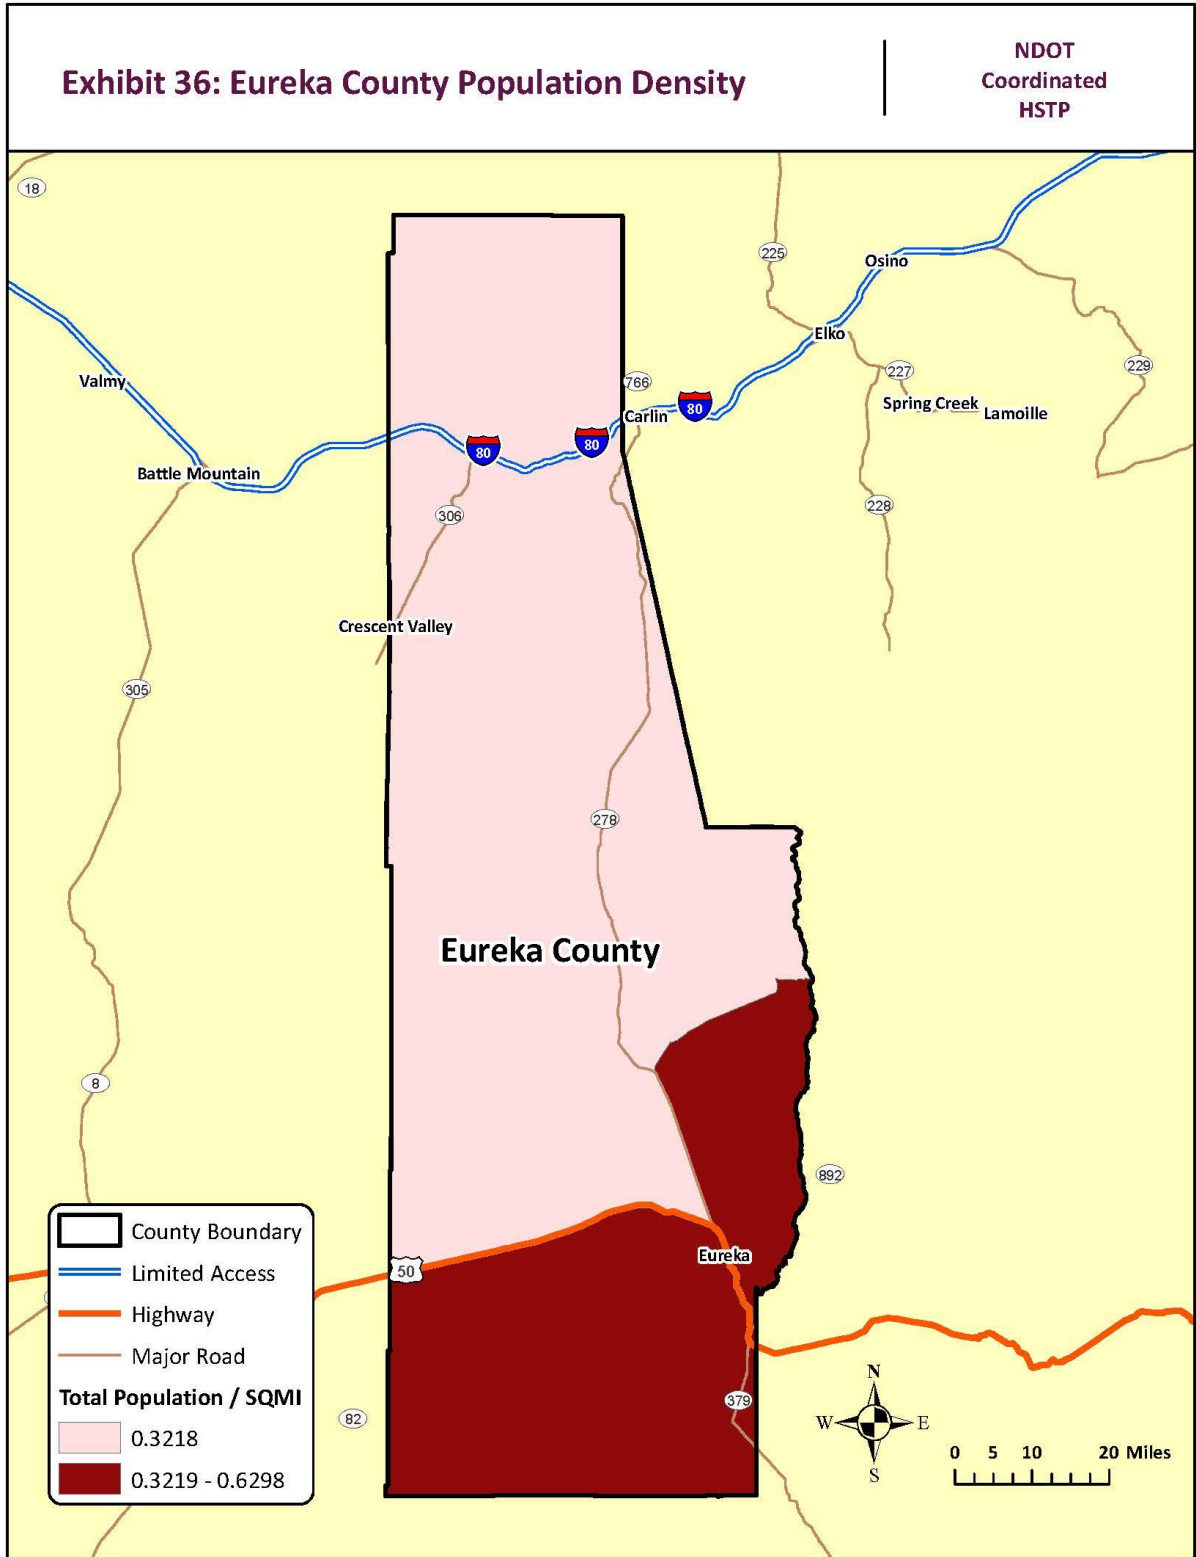 Exhibit 36: Eureka County Population Density
NDOT
Coordinated
HSTP
18
225
Osino
Elko
Valmy
766
227
229
Carlin
80
Spring Creek
Lamoille
80
80
Battle Mountain
306
228
Crescent Valley
305
278
Eureka County
8
892
County Boundary
Limited Access
Highway
Major Road
Total Population / SQMI
0.3218
0.3219 - 0.6298
Eureka
50
379
82
N
W
E
S
0 5 10 20 Miles